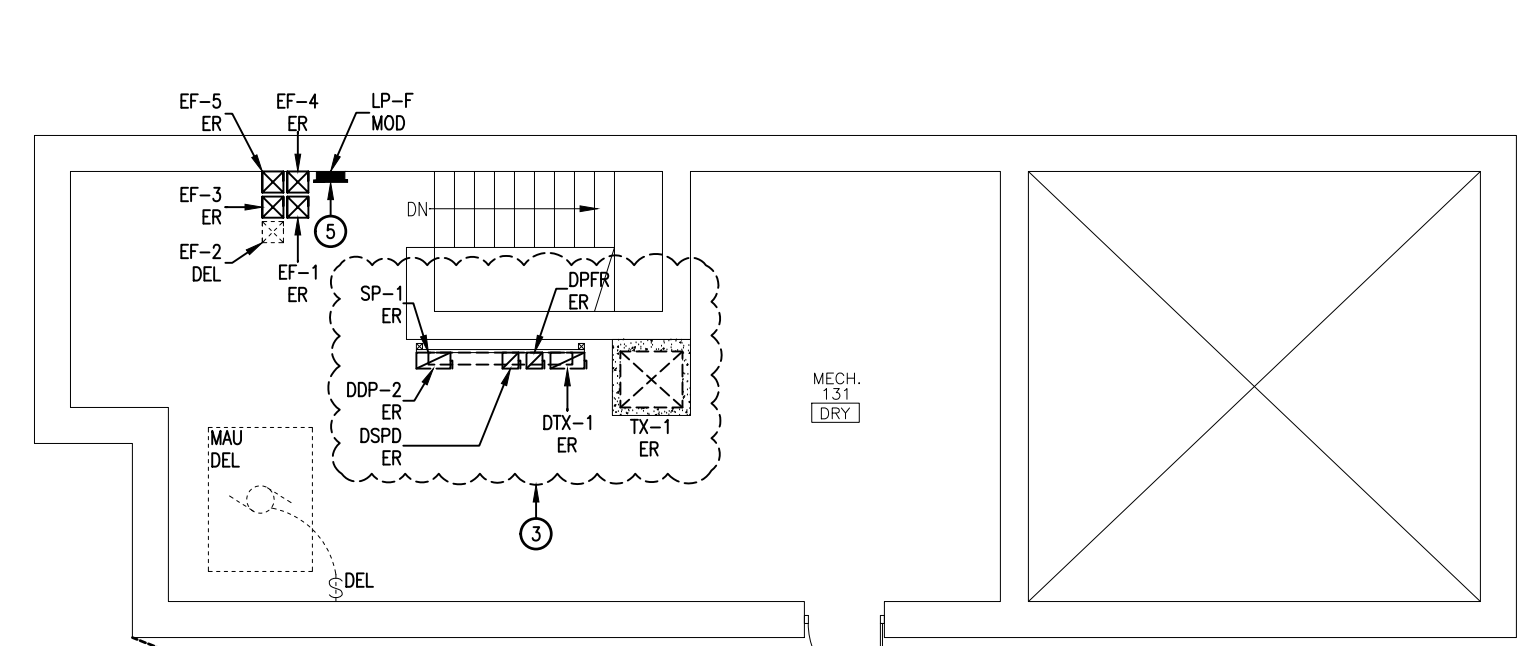 EF-5
ER
EF-4
ER
LP-F
MOD
EF-3
ER
5
DN
EF-2
DEL
EF-1
ER
SP-1
ER
DPFR
ER
DDP-2
ER
DSPD
ER
DTX-1
ER
TX-1
ER
MECH.
131
DRY
MAU
DEL
3
$
DEL